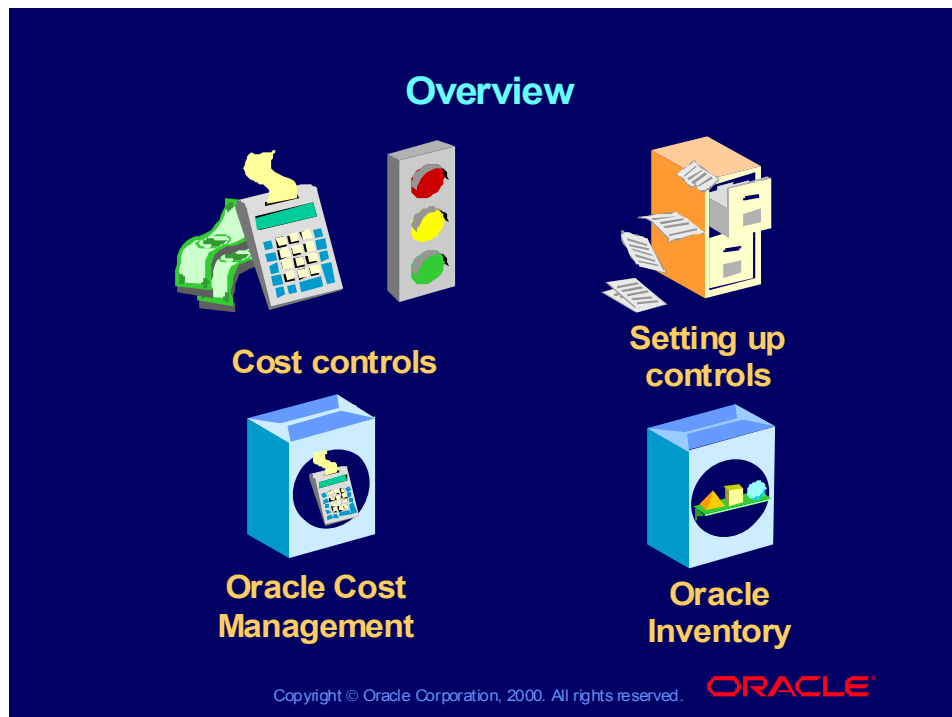 Overview
Cost controls
Setting up
controls
Oracle Cost
Management
Oracle
Inventory
Copyright © Oracle Corporation, 2000. All rights reserved.
ORACLE®